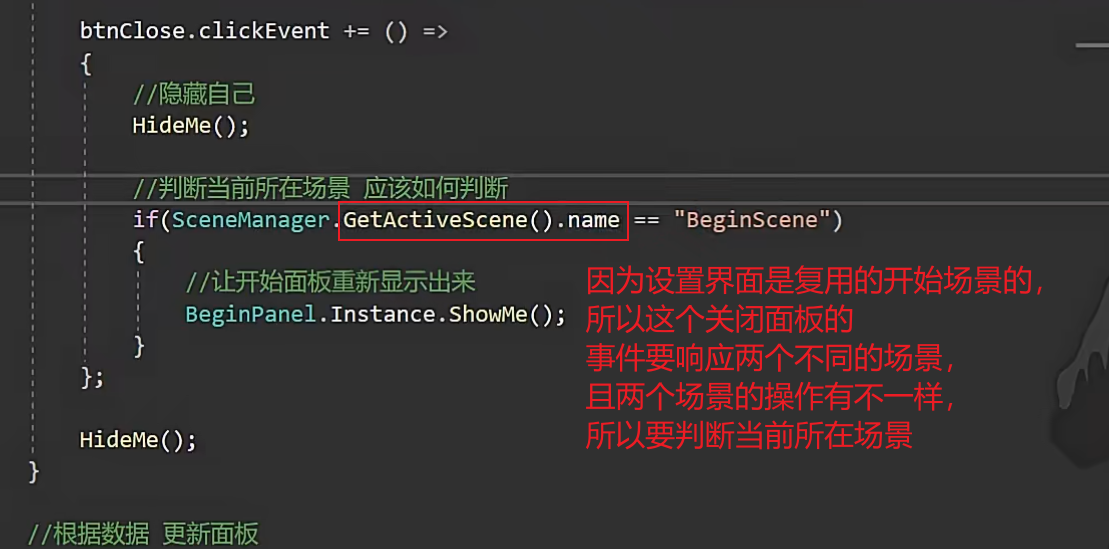 btnClose.clickEvent += () =>
{
//隐藏自己
HideMe();
//判断当前所在场景 应该如何判断
if(SceneManager.GetActiveScene().name == "BeginScene")
{
//让开始面板重新显示出来
BeginPanel.Instance.ShowMe();
}
};
因为设置界面是复用的开始场景的，
所以这个关闭面板的
事件要响应两个不同的场景，
且两个场景的操作有不一样，
所以要判断当前所在场景
HideMe();
}
//根据数据 更新面板